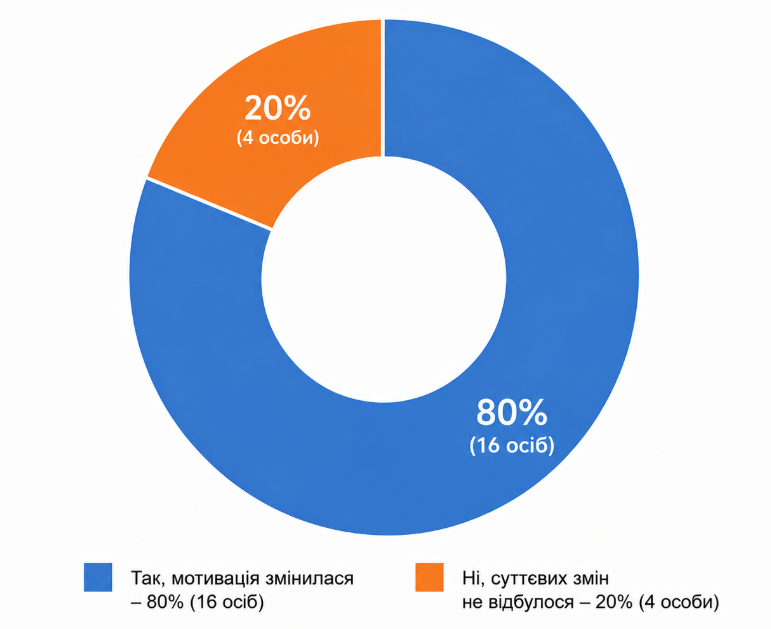 20%
(4 особи)
80%
(16 осіб)
Так, мотивація змінилася
– 80% (16 осіб)
Ні, суттєвих змін
не відбулося – 20% (4 особи)